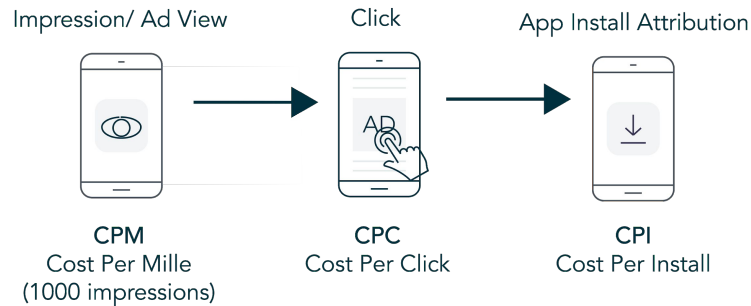 Impression/ Ad View
Click
App Install Attribution
AD
CPM
Cost Per Mille
(1000 impressions)
CPC
Cost Per Click
CPI
Cost Per Install